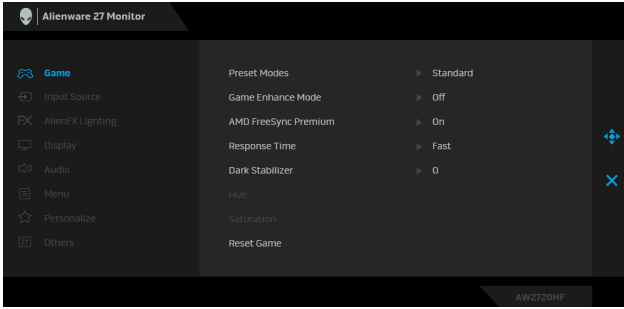 Alienware 27 Monitor
Game
Input Source
AlienFX Lighting
Display
Audio
Menu
Personalize
Others
Preset Modes Standard
Game Enhance Mode Off
AMD FreeSync Premium On
Response Time Fast
Dark Stabilizer 0
Hue
Saturation
Reset Game
AW2720HF